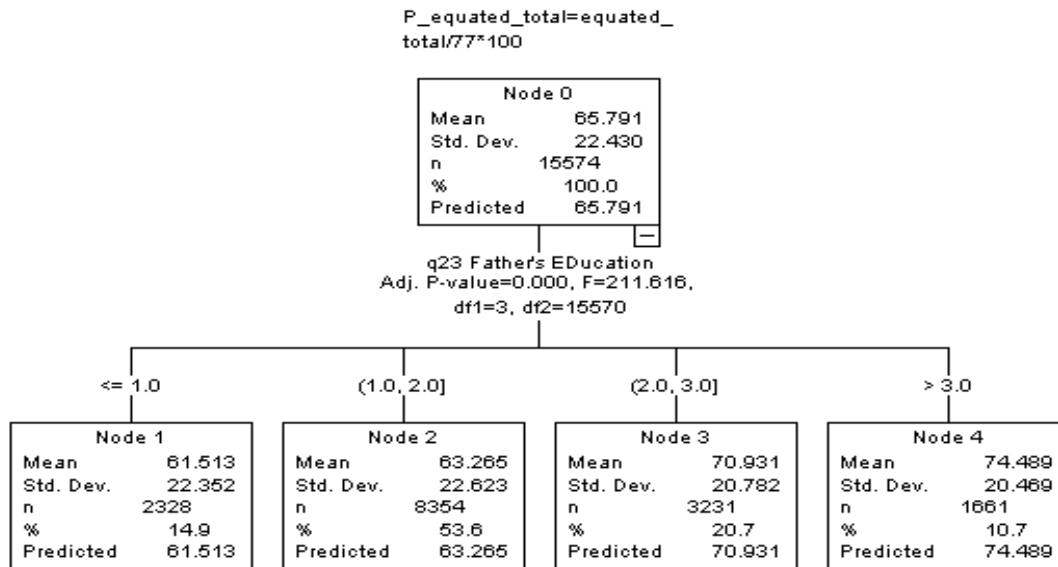 P_equated_total=equated_
total/77*100
Node 0
Mean 65.791
Std. Dev. 22.430
n 15574
% 100.0
Predicted 65.791
q23 Father's EDucation
Adj. P-value=0.000, F=211.616,
df1=3, df2=15570
<= 1.0
(1.0, 2.0]
(2.0, 3.0]
> 3.0
Node 1
Mean 61.513
Std. Dev. 22.352
n 2328
% 14.9
Predicted 61.513
Node 2
Mean 63.265
Std. Dev. 22.623
n 8354
% 53.6
Predicted 63.265
Node 3
Mean 70.931
Std. Dev. 20.782
n 3231
% 20.7
Predicted 70.931
Node 4
Mean 74.489
Std. Dev. 20.469
n 1661
% 10.7
Predicted 74.489